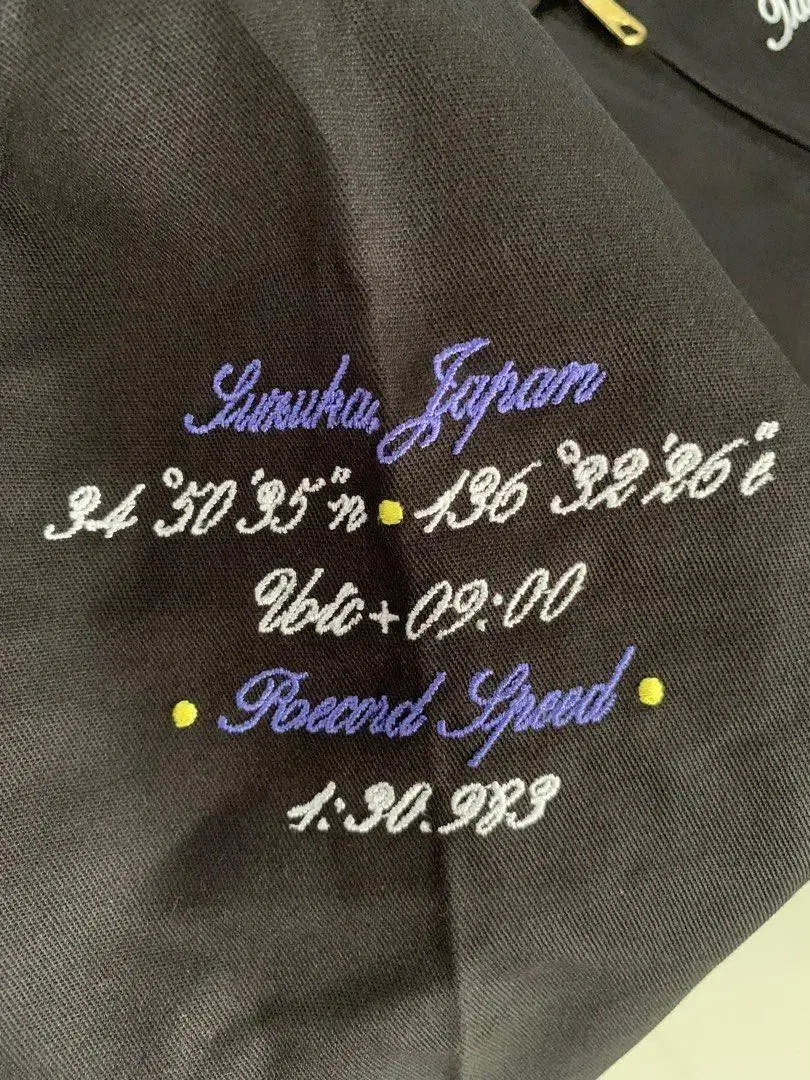 Suzuka, Japan
34°50'35"n • 136°32'26"e
Utc+09:00
• Record Speed •
1:30.983